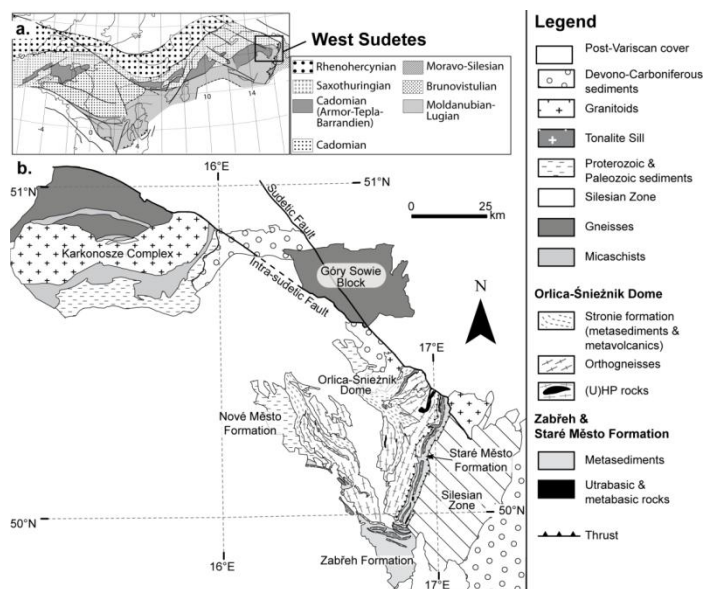 a.
West Sudetes
Rhenohercynian
Saxothuringian
Cadomian
(Armor-Tepla-
Barrandien)
Cadomian
Moravo-Silesian
Brunovistulian
Moldanubian-
Lugian
-4
0
4
10
14
b.
16°E
51°N
51°N
0
25
km
Sudetic Fault
Karkonosze Complex
Intra-sudetic Fault
Góry Sowie
Block
N
17°E
Orlica-Śnieżnik
Dome
Nové Město
Formation
Staré Město
Formation
Silesian
Zone
50°N
50°N
Zabřeh Formation
16°E
17°E
Legend
Post-Variscan cover
Devono-Carboniferous
sediments
Granitoids
Tonalite Sill
Proterozoic &
Paleozoic sediments
Silesian Zone
Gneisses
Micaschists
Orlica-Śnieżnik Dome
Stronie formation
(metasediments &
metavolcanics)
Orthogneisses
(U)HP rocks
Zabřeh &
Staré Město Formation
Metasediments
Utrabasic &
metabasic rocks
Thrust